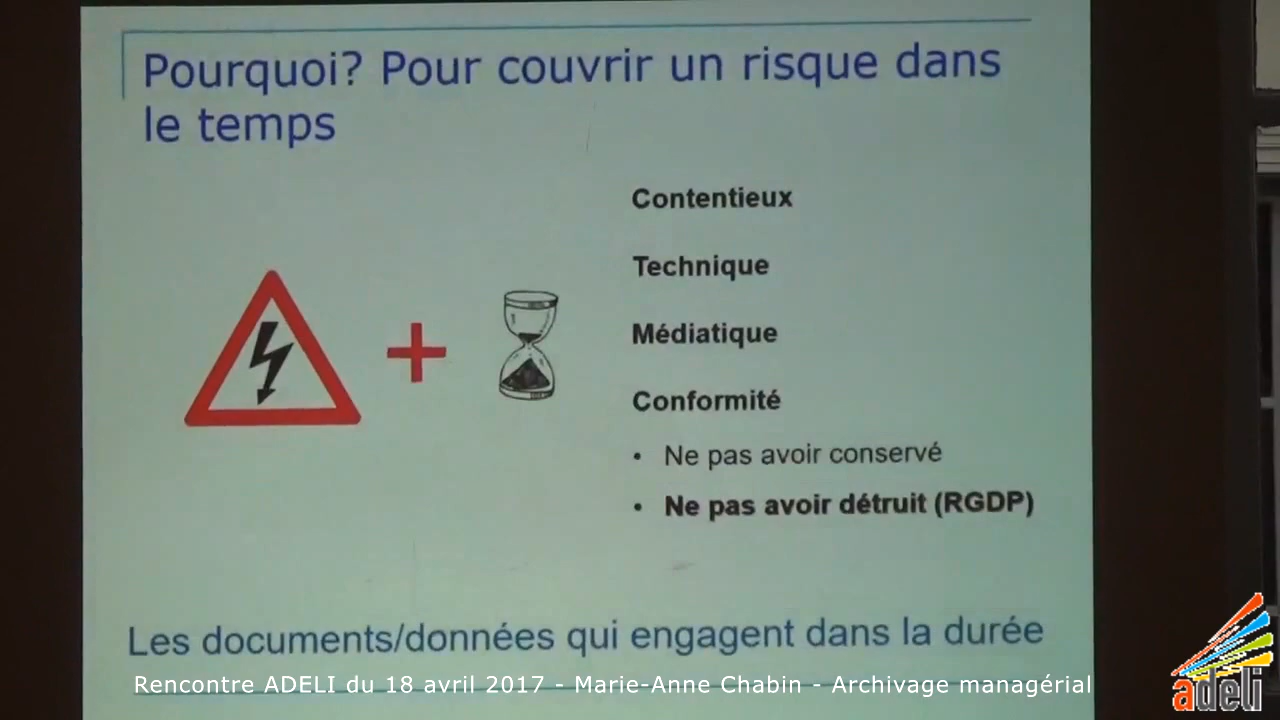 Pourquoi? Pour couvrir un risque dans
le temps
Contentieux
Technique
Médiatique
Conformité
• Ne pas avoir conservé
• Ne pas avoir détruit (RGDP)
Les documents/données qui engagent dans la durée
Rencontre ADELI du 18 avril 2017 - Marie-Anne Chabin - Archivage managérial
adeli